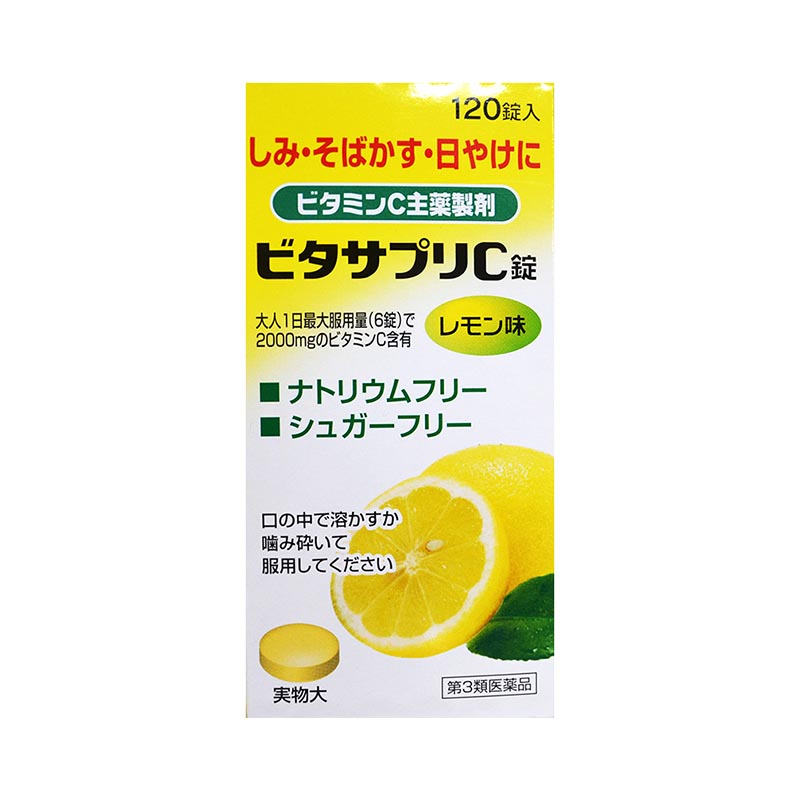 120錠入
しみ・そばかす・日やけに
ビタミンC主薬製剤
ビタサプリC錠
大人1日最大服用量(6錠)で
2000mgのビタミンC含有
レモン味
■ ナトリウムフリー
■ シュガーフリー
口の中で溶かすか
噛み砕いて
服用してください
実物大
第3類医薬品